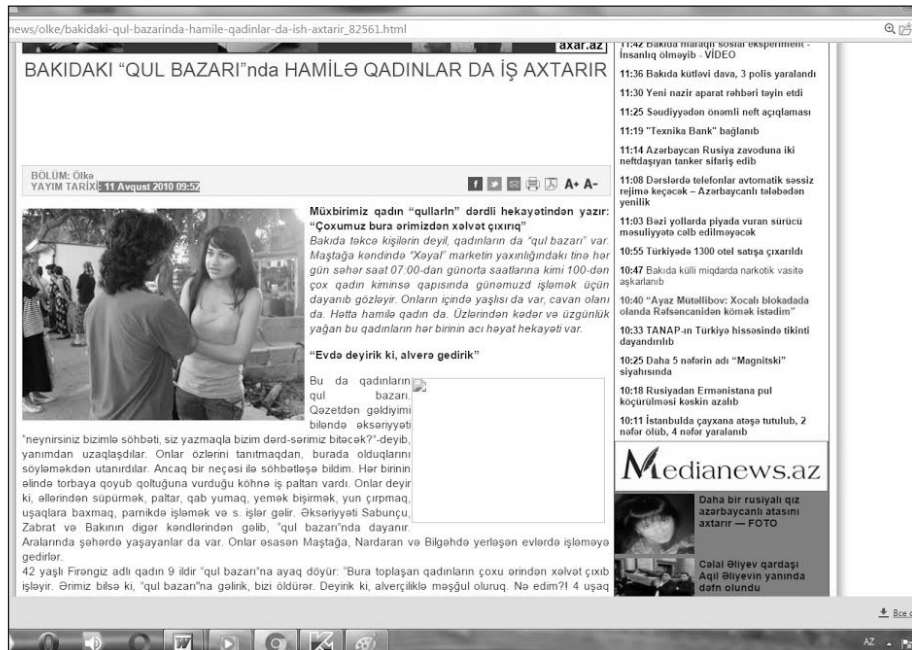 news/olke/bakidaki-qul-bazarinda-hamile-qadinlar-da-ish-axtarir_82561.html
axar.az
BAKIDAKI “QUL BAZARI”nda HAMİLƏ QADINLAR DA İŞ AXTARIR
BÖLÜM: Ölkə
YAYIM TARİXİ: 11 Avqust 2010 09:52
A+ A-
Müxbirimiz qadın “qulların” dərdli hekayətindən yazır:
“Çoxumuz bura ərimizdən xəlvət çıxırıq”
Bakıda təkcə kişilərin deyil, qadınların da “qul bazarı” var.
Maştağa kəndində “Xəyal” marketin yaxınlığındakı tinə hər
gün səhər saat 07:00-dan günorta saatlarına kimi 100-dən
çox qadın kiminsə qapısında günəmuzd işləmək üçün
dayanıb gözləyir. Onların içində yaşlısı da var, cavan olanı
da. Hətta hamilə qadın da. Üzlərindən kədər və üzgünlük
yağan bu qadınların hər birinin acı həyat hekayəti var.
“Evdə deyirik ki, alverə gedirik”
Bu da qadınların
qul bazarı.
Qəzetdən gəldiyimi
biləndə əksəriyyəti
“neynirsiniz bizimlə söhbəti, siz yazmaqla bizim dərd-sərimiz bitəcək?”-deyib,
yanımdan uzaqlaşdılar. Onlar özlərini tanıtmaqdan, burada olduqlarını
söyləməkdən utanırdılar. Ancaq bir neçəsi ilə söhbətləşə bildim. Hər birinin
əlində torbaya qoyub qoltuğuna vurduğu köhnə iş paltarı vardı. Onlar deyir
ki, əllərindən süpürmək, paltar, qab yumaq, yemək bişirmək, yun çırpmaq,
uşaqlara baxmaq, parnikdə işləmək və s. işlər gəlir. Əksəriyyəti Sabunçu,
Zabrat və Bakının digər kəndlərindən gəlib, “qul bazarı”nda dayanır.
Aralarında şəhərdə yaşayanlar da var. Onlar əsasən Maştağa, Nardaran və Bilgəhdə yerləşən evlərdə işləməyə
gedirlər.
42 yaşlı Firəngiz adlı qadın 9 ildir “qul bazarı”na ayaq döyür: “Bura toplaşan qadınların çoxu ərindən xəlvət çıxıb
işləyir. Ərimiz bilsə ki, “qul bazarı”na gəlirik, bizi öldürər. Deyirik ki, alverçiliklə məşğul oluruq. Nə edim?! 4 uşaq
11:42 Bakıda maraqlı sosial eksperiment -
İnsanlıq ölməyib - VİDEO
11:36 Bakıda kütləvi dava, 3 polis yaralandı
11:30 Yeni nazir aparat rəhbəri təyin etdi
11:25 Səudiyyədən önəmli neft açıqlaması
11:19 "Texnika Bank" bağlanıb
11:14 Azərbaycan Rusiya zavoduna iki
neftdaşıyan tanker sifariş edib
11:08 Dərslərdə telefonlar avtomatik səssiz
rejimə keçəcək – Azərbaycanlı tələbədən
yenilik
11:03 Bəzi yollarda piyada vuran sürücü
məsuliyyətə cəlb edilməyəcək
10:55 Türkiyədə 1300 otel satışa çıxarıldı
10:47 Bakıda külli miqdarda narkotik vasitə
aşkarlanıb
10:40 “Ayaz Mütəllibov: Xocalı blokadada
olanda Rəfsəncanidən kömək istədim”
10:33 TANAP-ın Türkiyə hissəsində tikinti
dayandırılıb
10:25 Daha 5 nəfərin adı “Magnitski”
siyahısında
10:18 Rusiyadan Ermənistana pul
köçürülməsi kəskin azalıb
10:11 İstanbulda çayxana atəşə tutulub, 2
nəfər ölüb, 4 nəfər yaralanıb
Medianews.az
Daha bir rusiyalı qız
azərbaycanlı atasını
axtarır — FOTO
Cəlal Əliyev qardaşı
Aqil Əliyevin yanında
dəfn olundu
Все
AZ